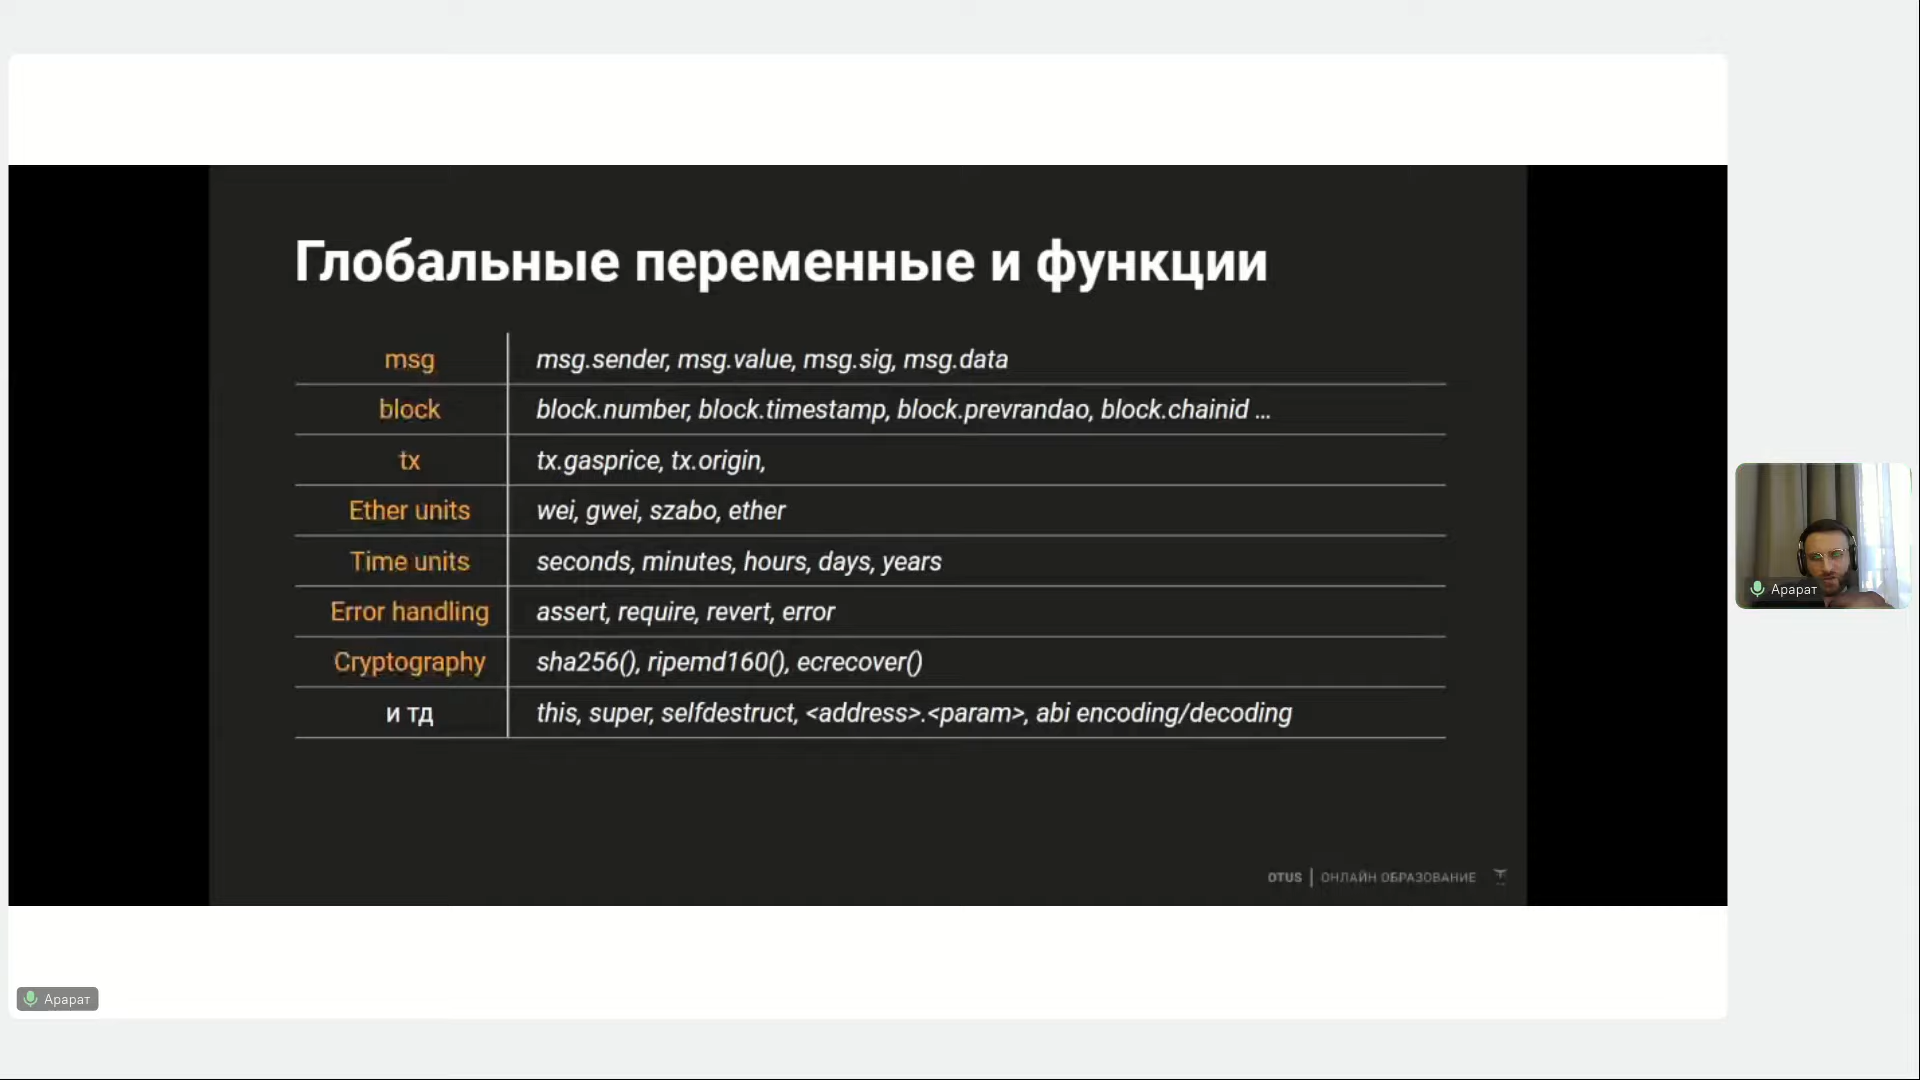 Глобальные переменные и функции
msg msg.sender, msg.value, msg.sig, msg.data
block block.number, block.timestamp, block.prevrandao, block.chainid ...
tx tx.gasprice, tx.origin,
Ether units wei, gwei, szabo, ether
Time units seconds, minutes, hours, days, years
Error handling assert, require, revert, error
Cryptography sha256(), ripemd160(), ecrecover()
и тд this, super, selfdestruct, <address>.<param>, abi encoding/decoding
OTUS | ОНЛАЙН ОБРАЗОВАНИЕ
Арарат
Арарат